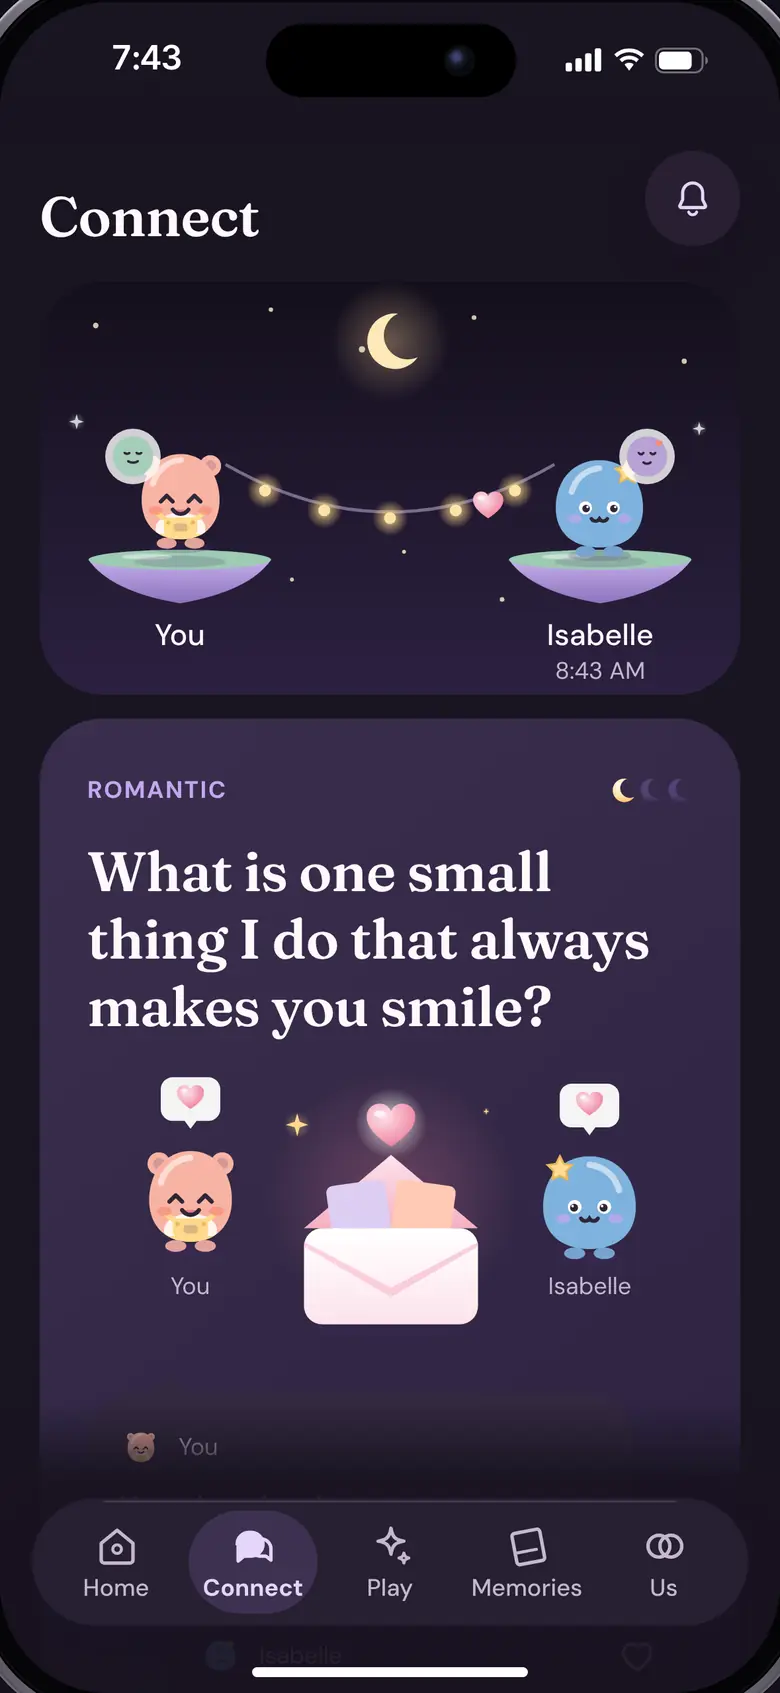 7:43
Connect
You
Isabelle
8:43 AM
ROMANTIC
What is one small
thing I do that always
makes you smile?
You
Isabelle
You
Home
Connect
Play
Memories
Us
Isabelle